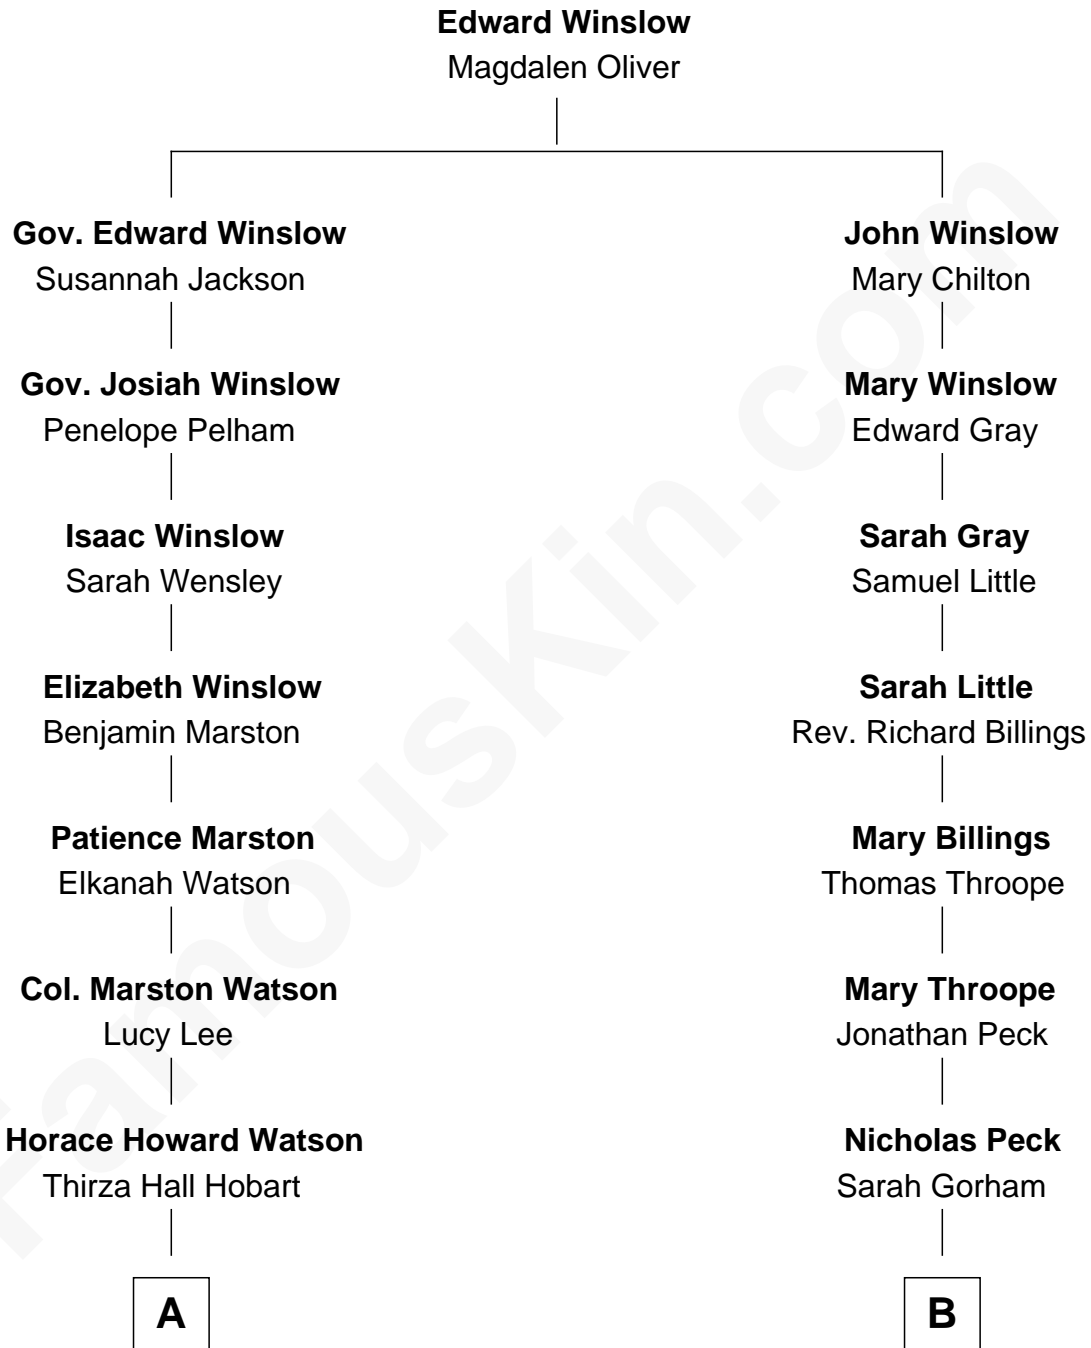 Edward Winslow
Magdalen Oliver
Gov. Edward Winslow
Susannah Jackson
John Winslow
Mary Chilton
Gov. Josiah Winslow
Penelope Pelham
Mary Winslow
Edward Gray
Isaac Winslow
Sarah Wensley
Sarah Gray
Samuel Little
Elizabeth Winslow
Benjamin Marston
Sarah Little
Rev. Richard Billings
Patience Marston
Elkanah Watson
Mary Billings
Thomas Throope
Col. Marston Watson
Lucy Lee
Mary Throope
Jonathan Peck
Horace Howard Watson
Thirza Hall Hobart
Nicholas Peck
Sarah Gorham
A
B
FamousKin.com